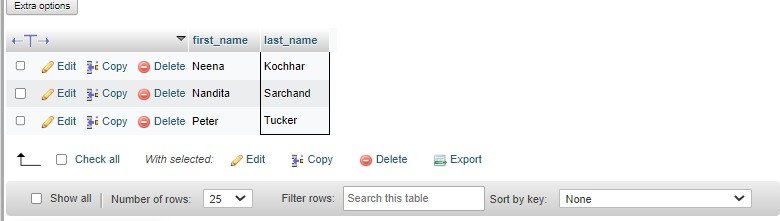 Extra options
first_name last_name
Edit Copy Delete Neena Kochhar
Edit Copy Delete Nandita Sarchand
Edit Copy Delete Peter Tucker
Check all With selected: Edit Copy Delete Export
Show all Number of rows: 25 Filter rows: Search this table Sort by key: None